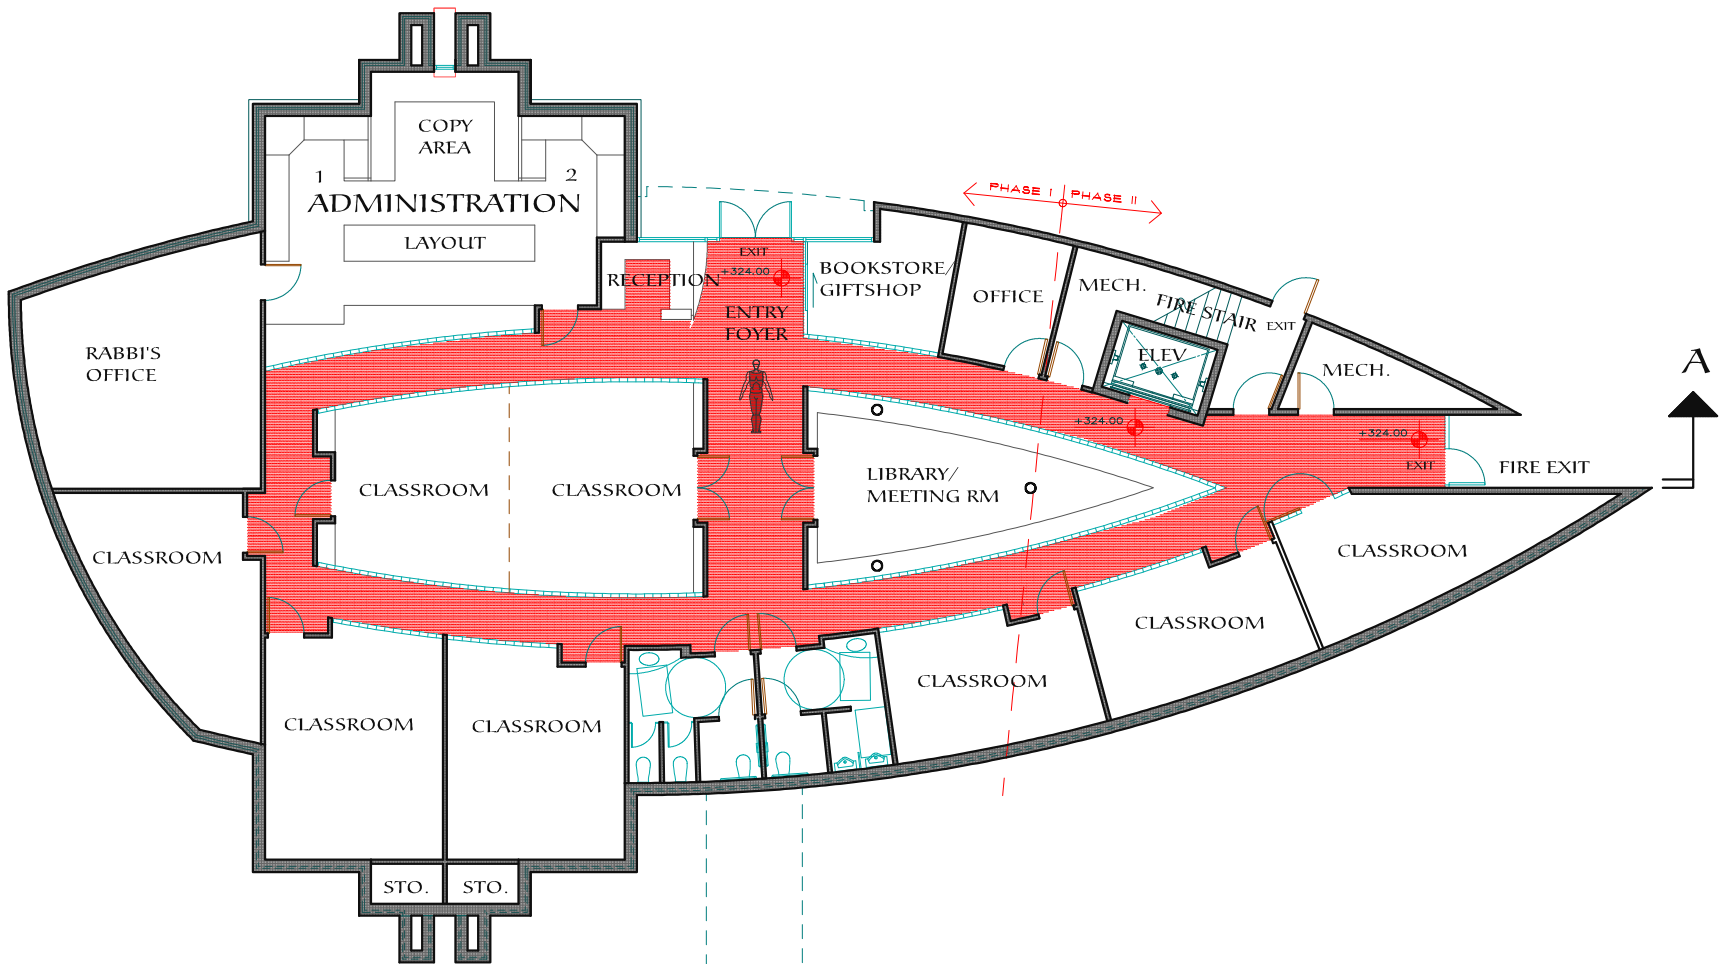 COPY
AREA
1
2
ADMINISTRATION
LAYOUT
PHASE I
PHASE II
EXIT
+324.00
RECEPTION
ENTRY
FOYER
BOOKSTORE/
GIFTSHOP
OFFICE
MECH.
FIRE STAIR
EXIT
ELEV
MECH.
A
RABBI'S
OFFICE
+324.00
+324.00
EXIT
FIRE EXIT
CLASSROOM
CLASSROOM
LIBRARY/
MEETING RM
CLASSROOM
CLASSROOM
CLASSROOM
CLASSROOM
CLASSROOM
CLASSROOM
STO.
STO.